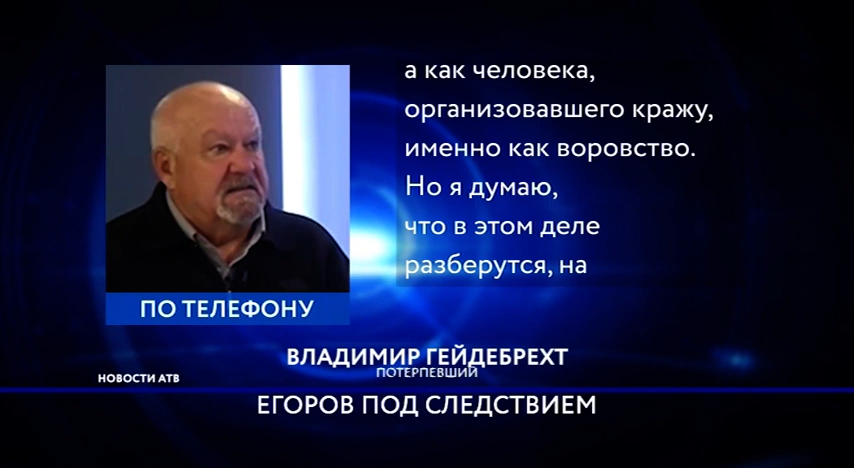 а как человека,
организовавшего кражу,
именно как воровство.
Но я думаю,
что в этом деле
разберутся, на
ПО ТЕЛЕФОНУ
ВЛАДИМИР ГЕЙДЕБРЕХТ
ПОТЕРПЕВШИЙ
НОВОСТИ АТВ
ЕГОРОВ ПОД СЛЕДСТВИЕМ